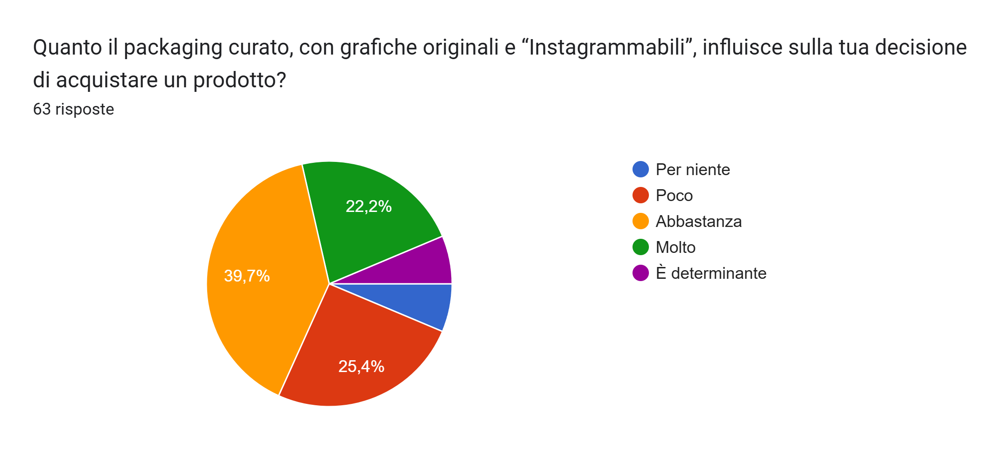 Quanto il packaging curato, con grafiche originali e “Instagrammabili”, influisce sulla tua decisione
di acquistare un prodotto?
63 risposte
22,2%
39,7%
25,4%
Per niente
Poco
Abbastanza
Molto
È determinante